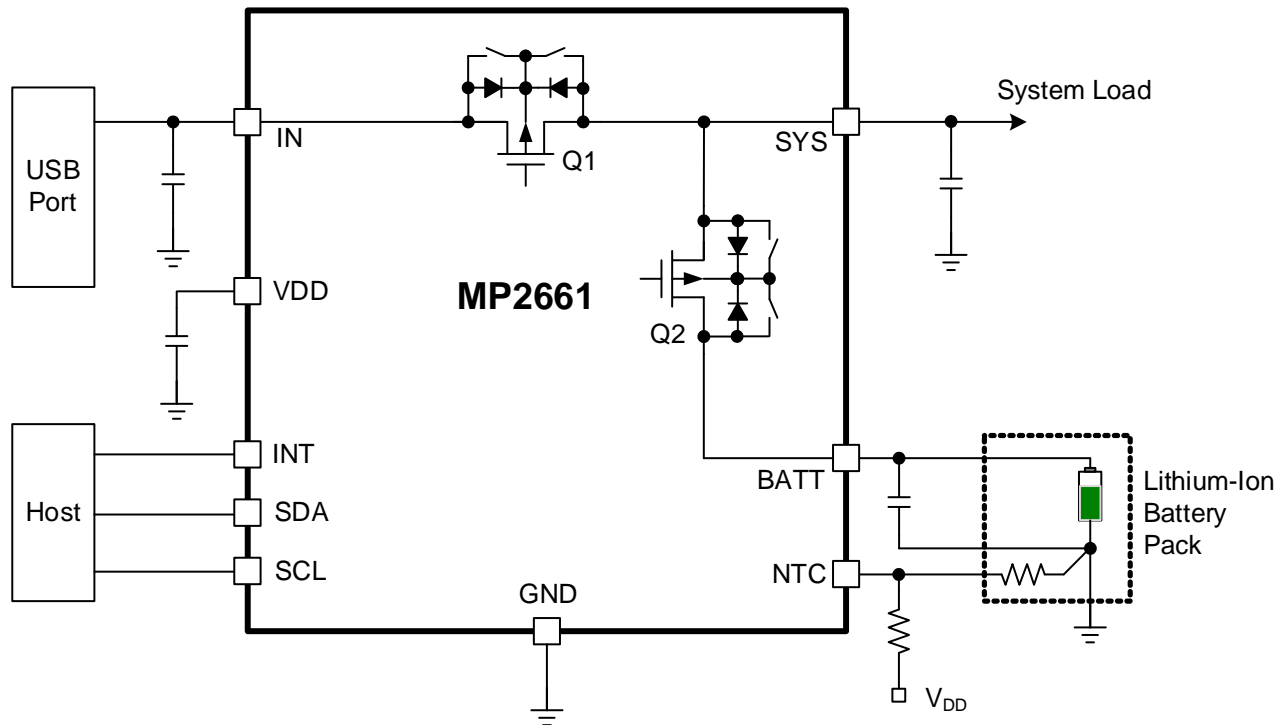 System Load
IN
SYS
Q1
USB
Port
VDD
MP2661
Q2
INT
BATT
Lithium-Ion
Battery
Pack
Host
SDA
SCL
NTC
GND
VDD